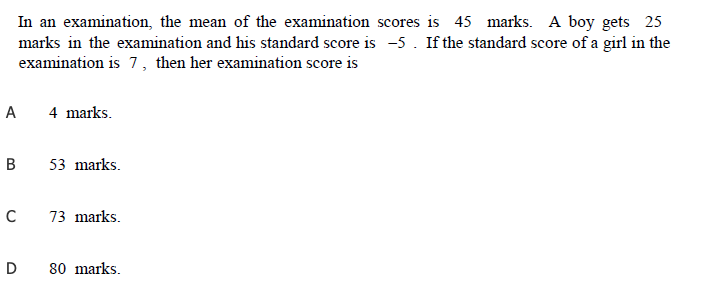 In an examination, the mean of the examination scores is 45 marks. A boy gets 25
marks in the examination and his standard score is −5 . If the standard score of a girl in the
examination is 7 , then her examination score is
A 4 marks.
B 53 marks.
C 73 marks.
D 80 marks.